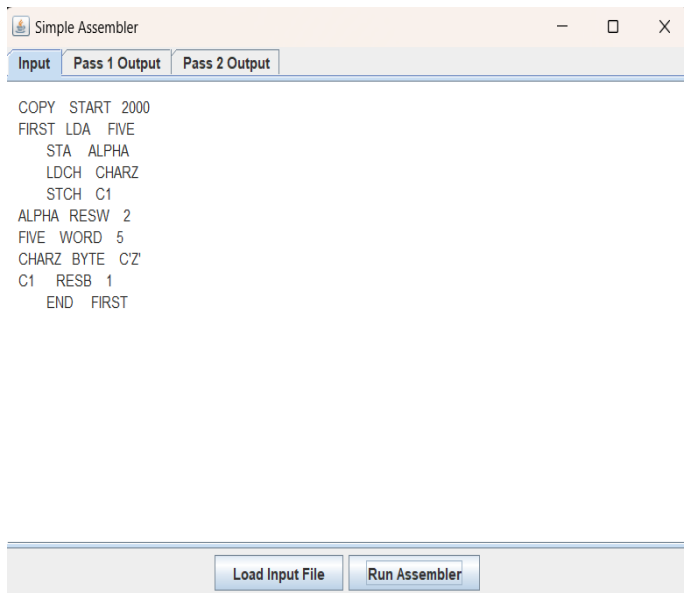 Simple Assembler
Input Pass 1 Output Pass 2 Output
COPY START 2000
FIRST LDA FIVE
STA ALPHA
LDCH CHARZ
STCH C1
ALPHA RESW 2
FIVE WORD 5
CHARZ BYTE C'Z'
C1 RESB 1
END FIRST
Load Input File Run Assembler